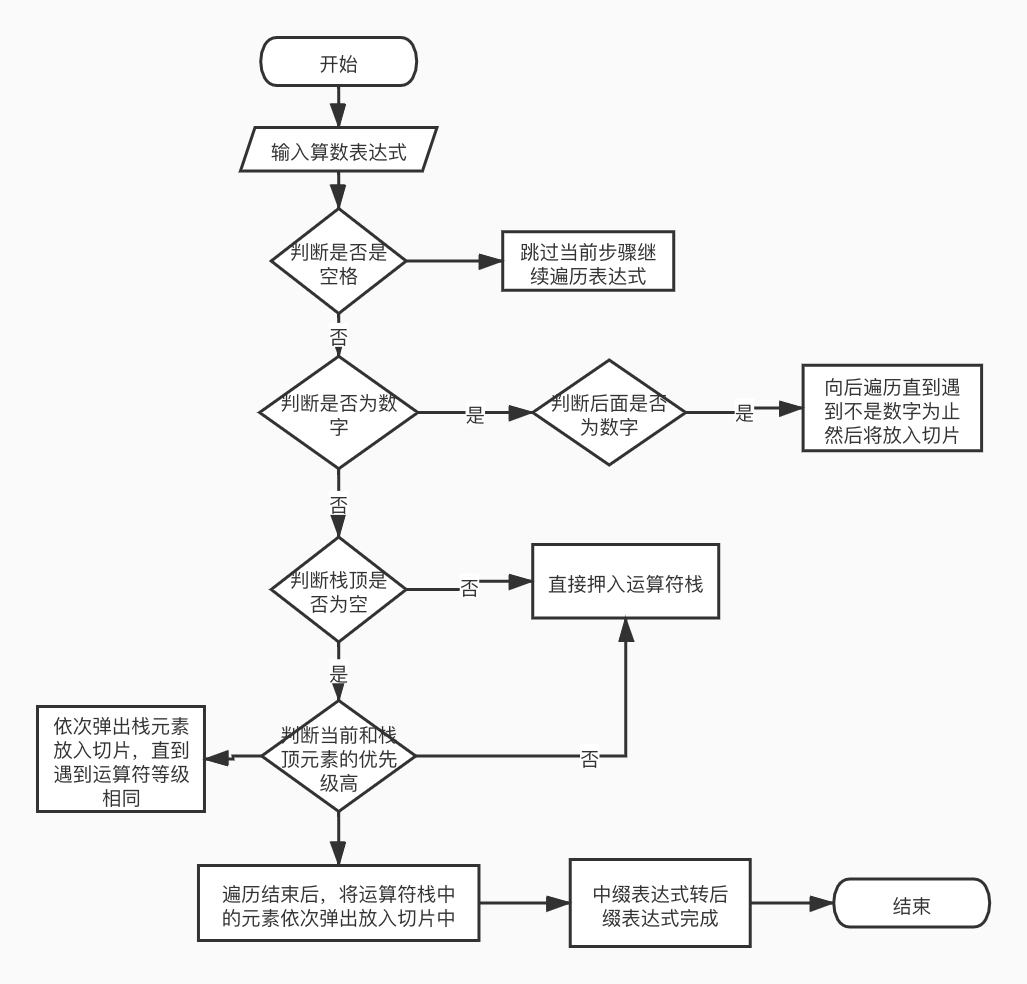 开始
输入算数表达式
判断是否是
空格
跳过当前步骤继
续遍历表达式
否
判断是否为数
字
是
判断后面是否
为数字
是
向后遍历直到遇
到不是数字为止
然后将放入切片
否
判断栈顶是
否为空
否
直接押入运算符栈
是
判断当前和栈
顶元素的优先
级高
否
依次弹出栈元素
放入切片，直到
遇到运算符等级
相同
遍历结束后，将运算符栈中
的元素依次弹出放入切片中
中缀表达式转后
缀表达式完成
结束